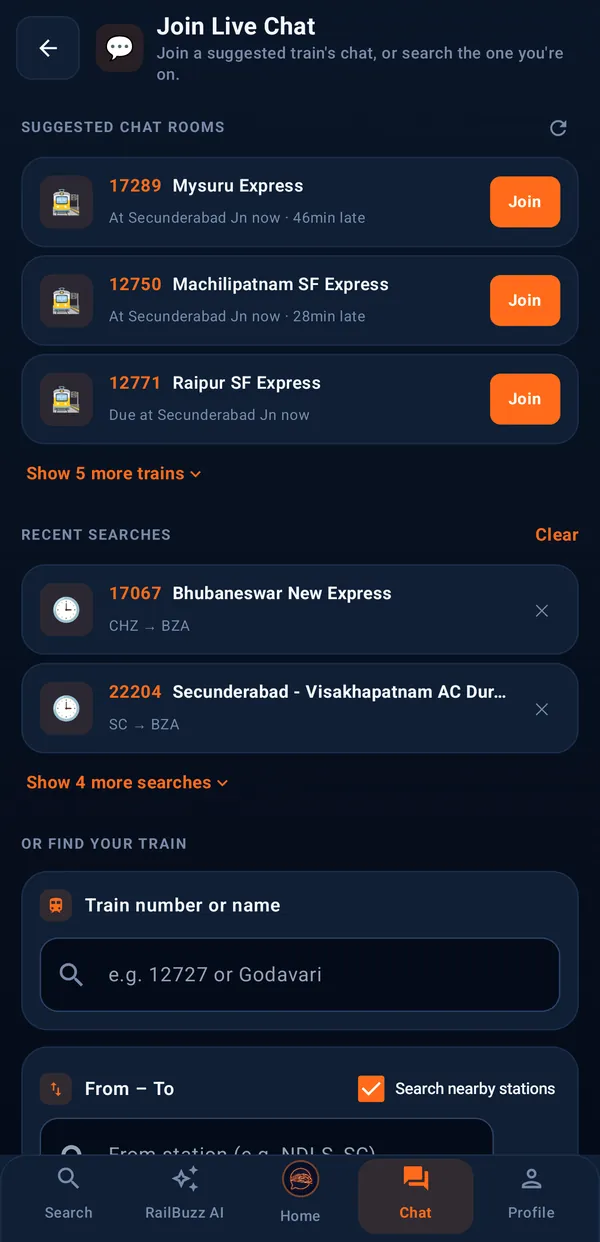 Join Live Chat
Join a suggested train's chat, or search the one you're
on.
SUGGESTED CHAT ROOMS
17289 Mysuru Express
At Secunderabad Jn now · 46min late
Join
12750 Machilipatnam SF Express
At Secunderabad Jn now · 28min late
Join
12771 Raipur SF Express
Due at Secunderabad Jn now
Join
Show 5 more trains
RECENT SEARCHES
Clear
17067 Bhubaneswar New Express
CHZ → BZA
22204 Secunderabad - Visakhapatnam AC Dur...
SC → BZA
Show 4 more searches
OR FIND YOUR TRAIN
Train number or name
e.g. 12727 or Godavari
From – To
Search nearby stations
From station (e.g. NDLS, SC)
Search
RailBuzz AI
Home
Chat
Profile